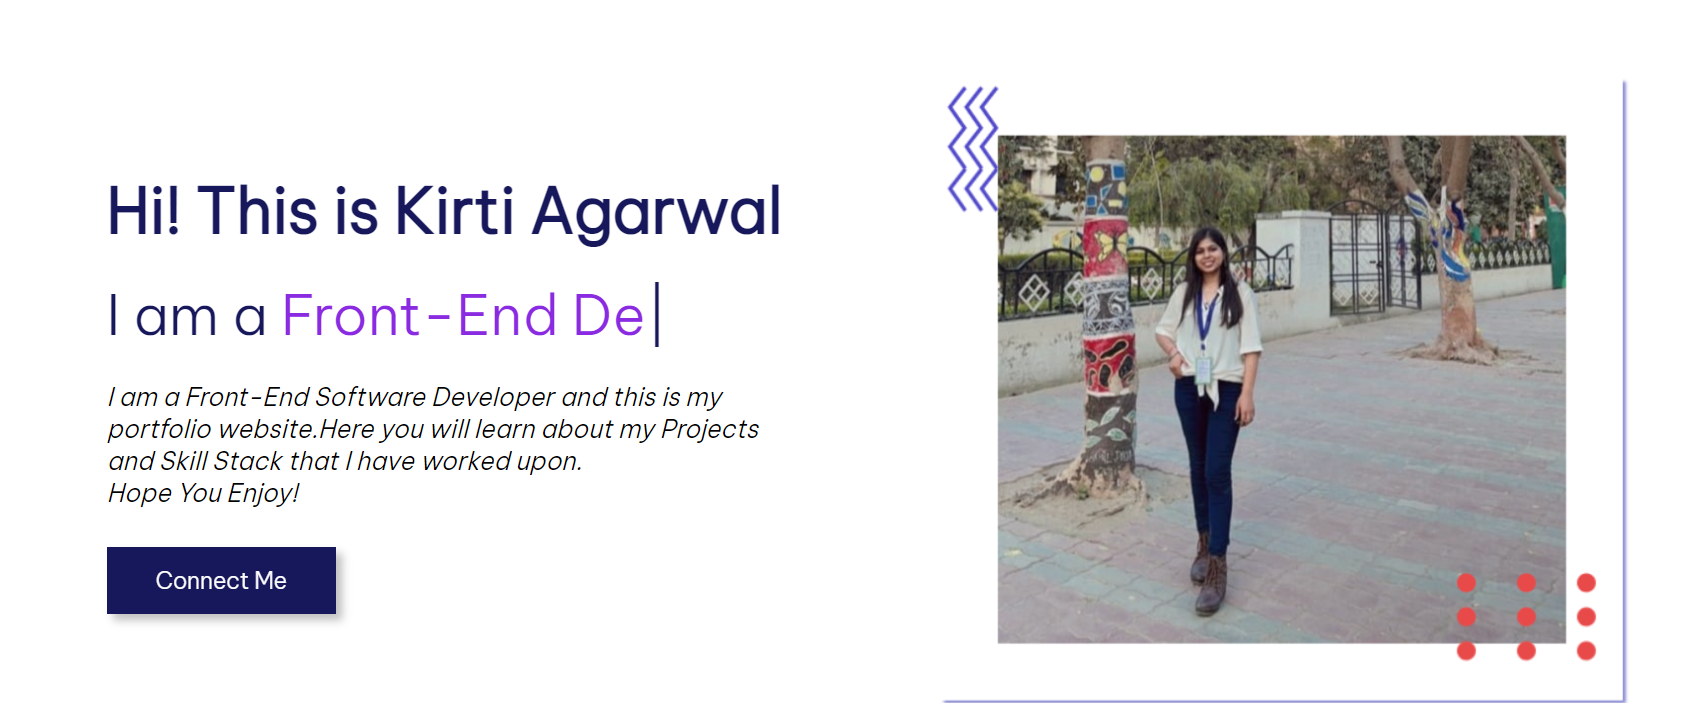 Hi! This is Kirti Agarwal
I am a Front-End De
I am a Front-End Software Developer and this is my
portfolio website.Here you will learn about my Projects
and Skill Stack that I have worked upon.
Hope You Enjoy!
Connect Me